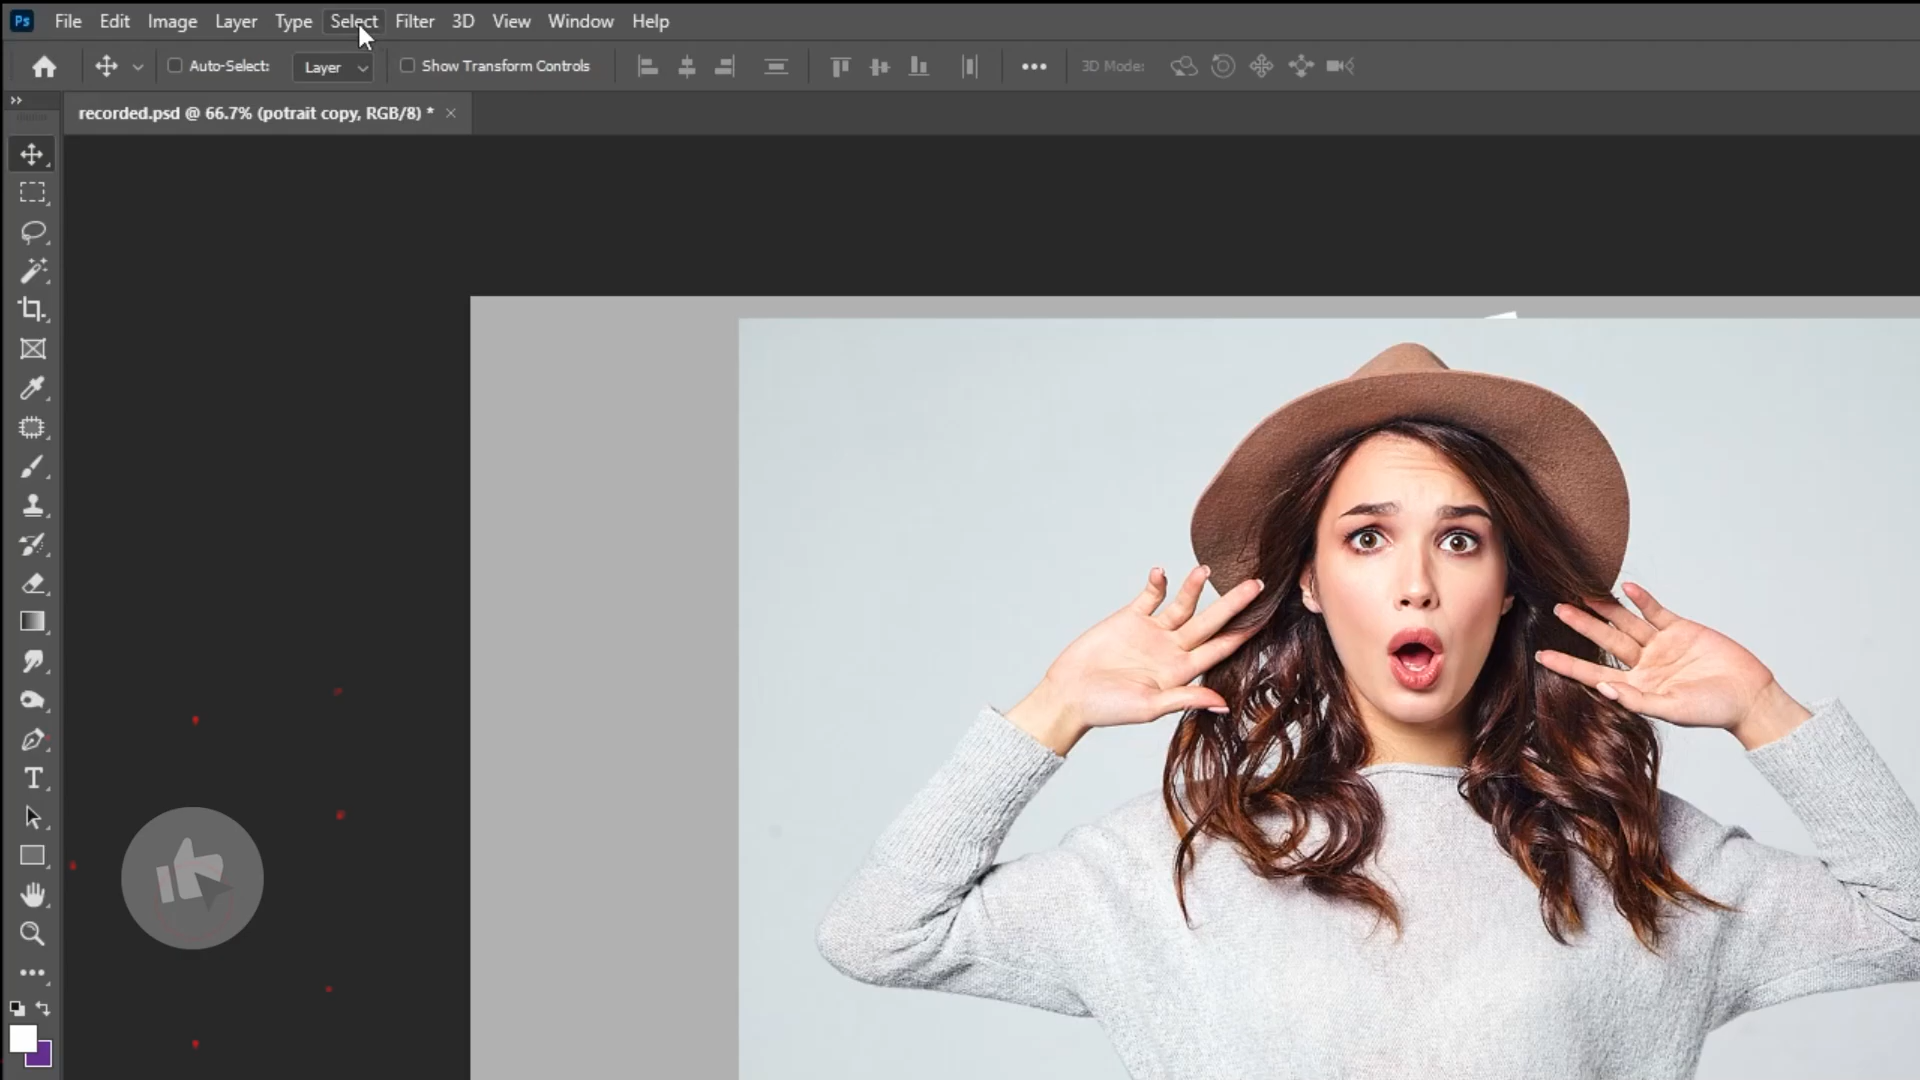 Ps File Edit Image Layer Type Select Filter 3D View Window Help
Auto-Select: Layer Show Transform Controls 3D Mode:
recorded.psd @ 66.7% (potrait copy, RGB/8) *
T